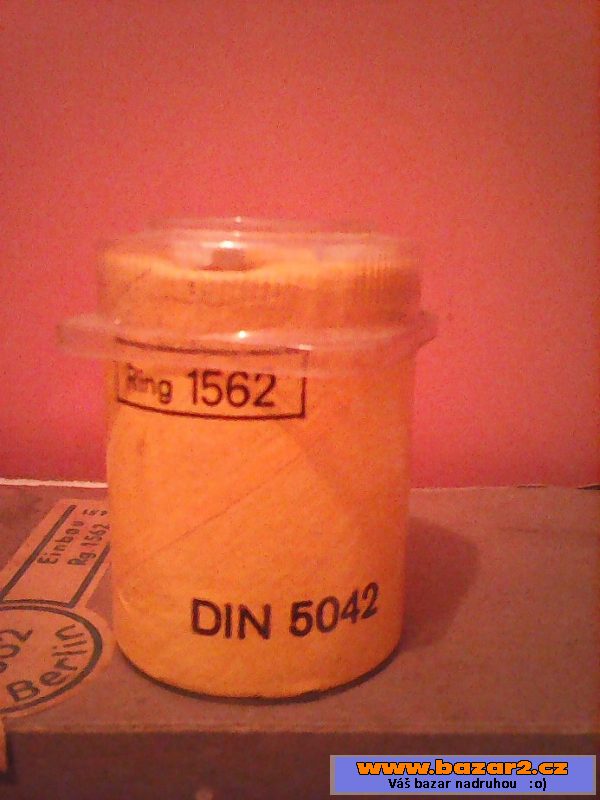 Ring 1562
DIN 5042
Einbau
Rg. 1562
Berlin
www.bazar2.cz
Váš bazar nadruhou :o)